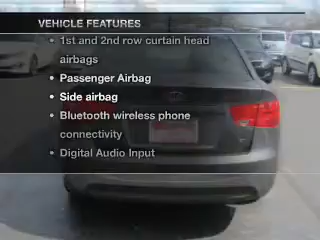 VEHICLE FEATURES
• 1st and 2nd row curtain head
airbags
• Passenger Airbag
• Side airbag
• Bluetooth wireless phone
connectivity
• Digital Audio Input